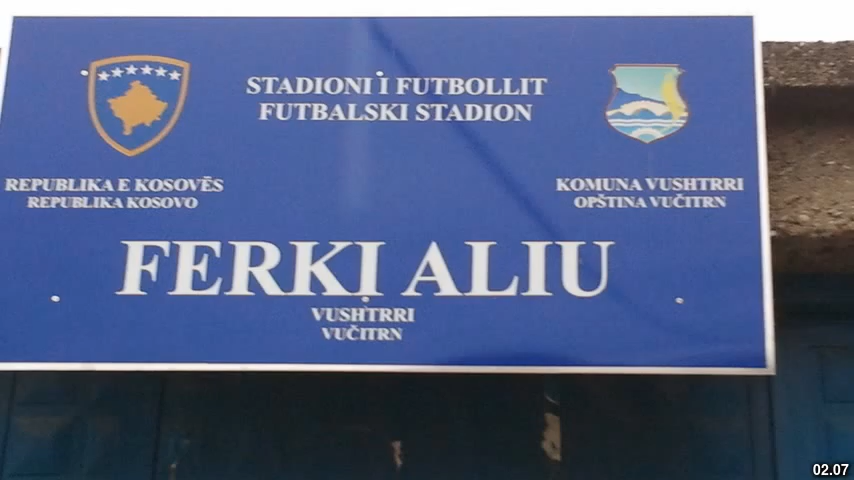 STADIONI I FUTBOLLIT
FUTBALSKI STADION
REPUBLIKA E KOSOVËS
REPUBLIKA KOSOVO
KOMUNA VUSHTRRI
OPŠTINA VUČITRN
FERKI ALIU
VUSHTRRI
VUČITRN
02.07